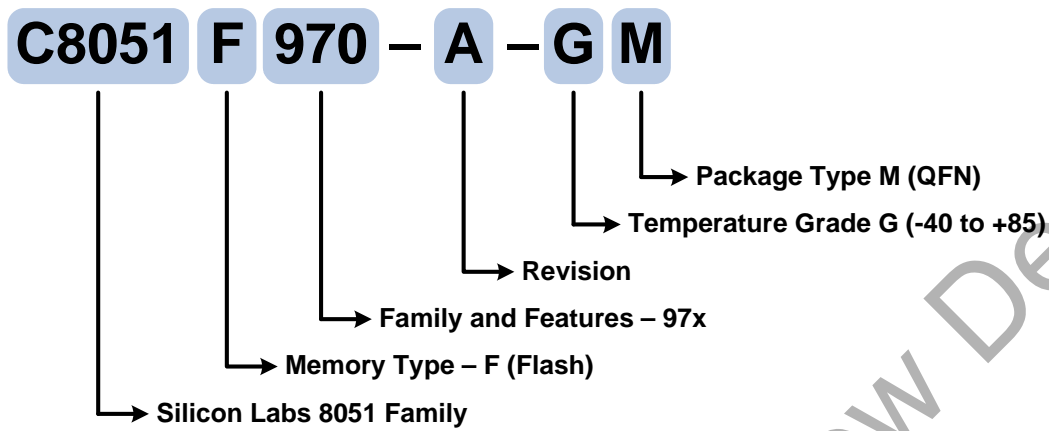 C8051 F 970 – A – G M
Package Type M (QFN)
Temperature Grade G (-40 to +85)
Revision
Family and Features – 97x
Memory Type – F (Flash)
Silicon Labs 8051 Family